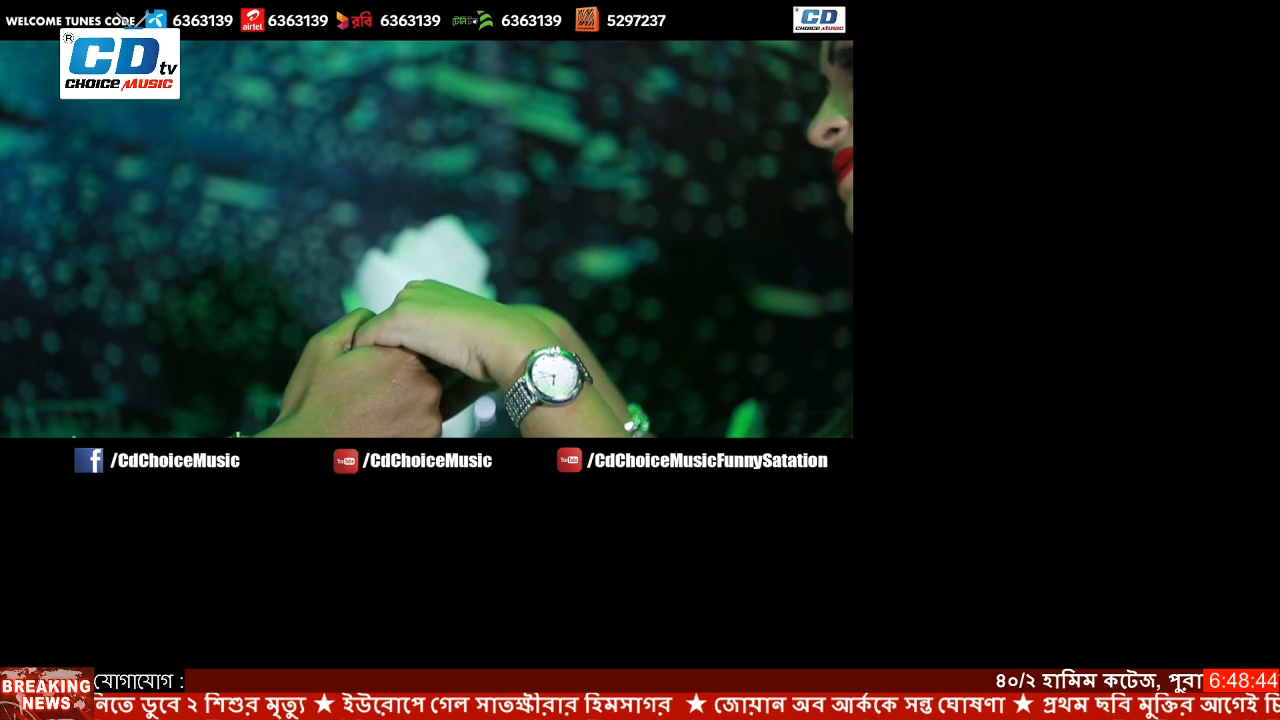 WELCOME TUNES CODE 6363139 airtel 6363139 রবি 6363139 6363139 5297237 CD CHOICE MUSIC
® CD tv
CHOICE MUSIC
/CdChoiceMusic /CdChoiceMusic /CdChoiceMusicFunnySatation
BREAKING NEWS
যোগাযোগ : ৪০/২ হামিম কটেজ, পুরা 6:48:44
নিতে ডুবে ২ শিশুর মৃত্যু ★ ইউরোপে গেল সাতক্ষীরার হিমসাগর ★ জোয়ান অব আর্ককে সন্ত ঘোষণা ★ প্রথম ছবি মুক্তির আগেই